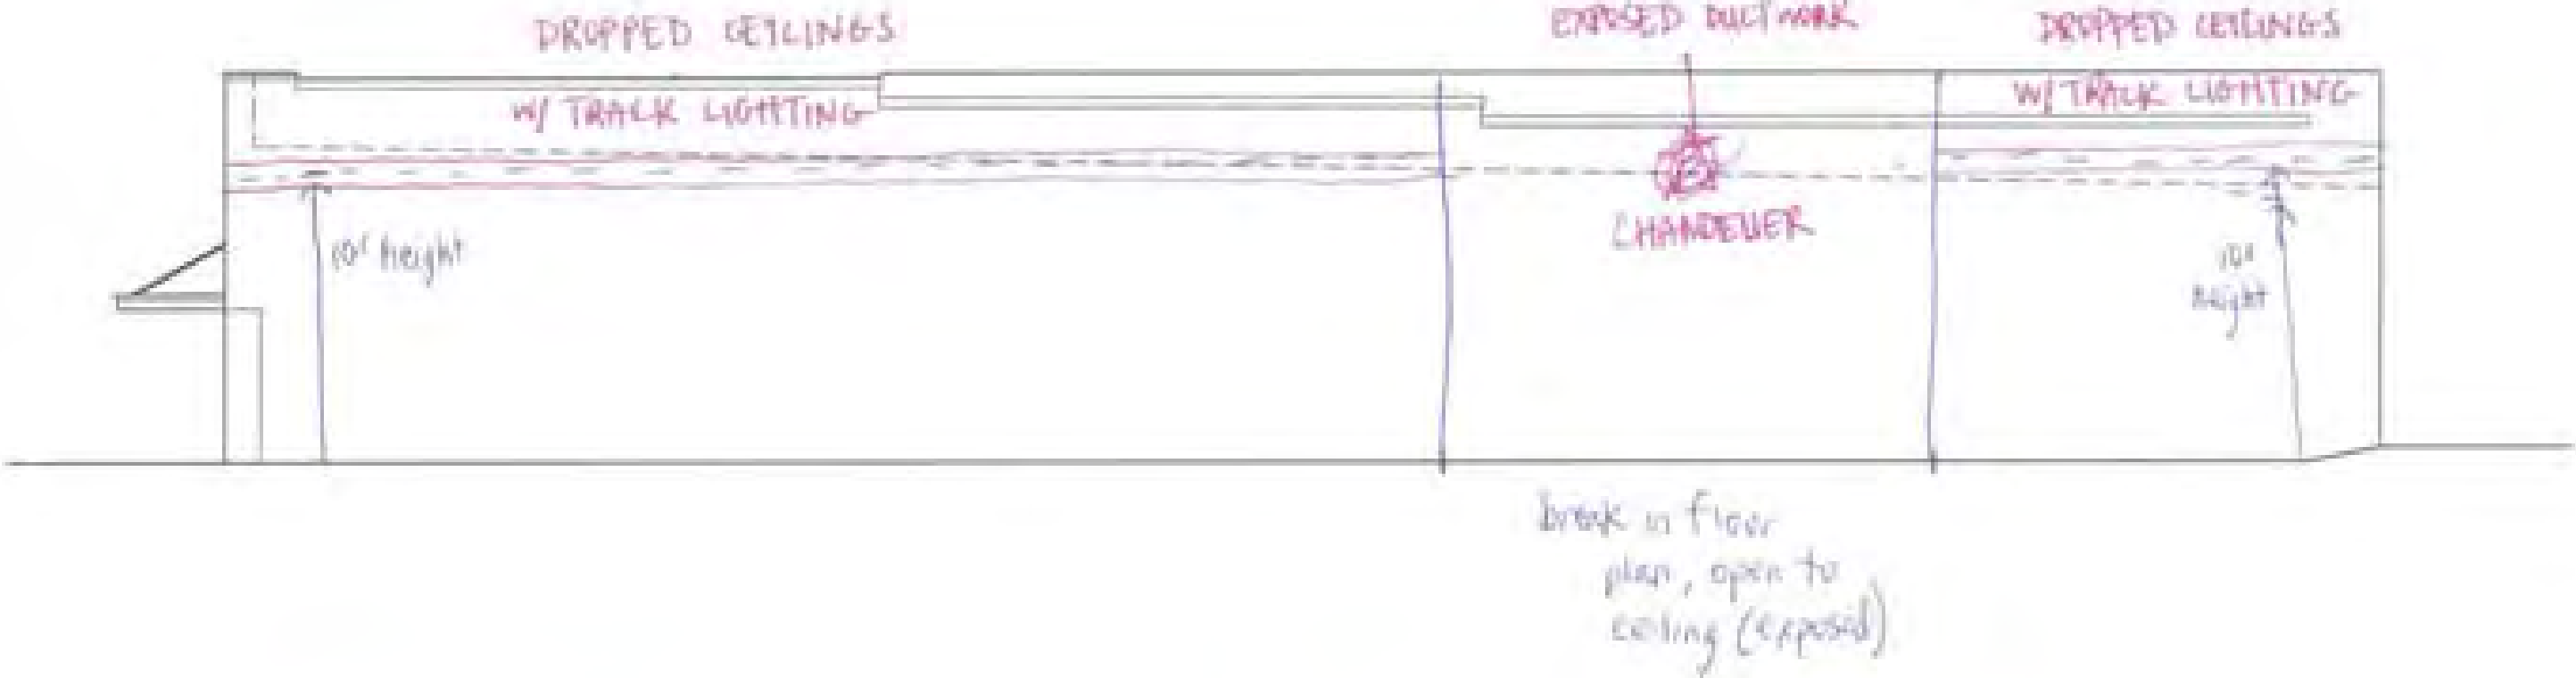 DROPPED CEILINGS
W/ TRACK LIGHTING
EXPOSED DUCTWORK
DROPPED CEILINGS
W/ TRACK LIGHTING
CHANDELIER
10' height
10'
height
break in floor
plan, open to
ceiling (exposed)